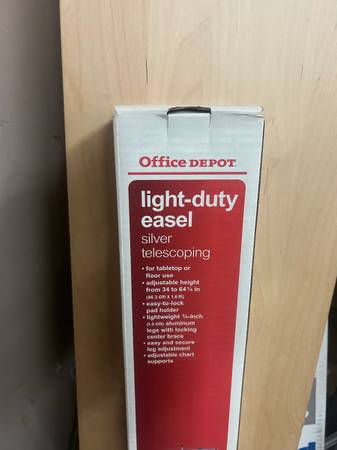 Office DEPOT
light-duty
easel
silver
telescoping
• for tabletop or
floor use
• adjustable height
from 34 to 64¼ in
(86.3 cm x 1.6 ft)
• easy-to-lock
pad holder
• lightweight ¾-inch
(1.9 cm) aluminum
legs with locking
center brace
• easy and secure
leg adjustment
• adjustable chart
supports